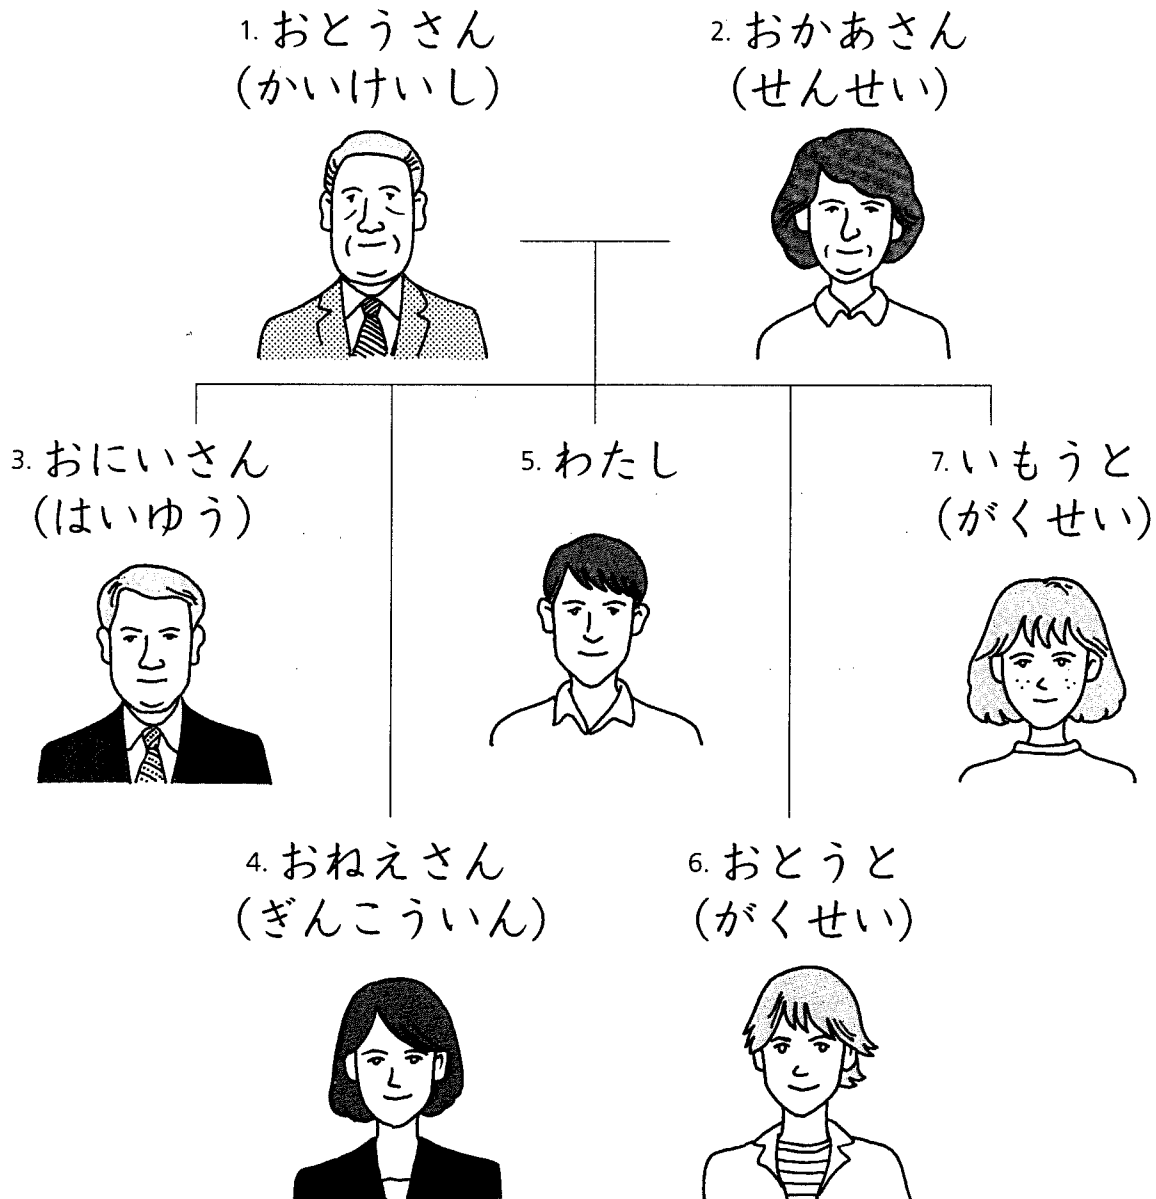 1. おとうさん
(かいけいし)
2. おかあさん
(せんせい)
3. おにいさん
(はいゆう)
5. わたし
7. いもうと
(がくせい)
4. おねえさん
(ぎんこういん)
6. おとうと
(がくせい)